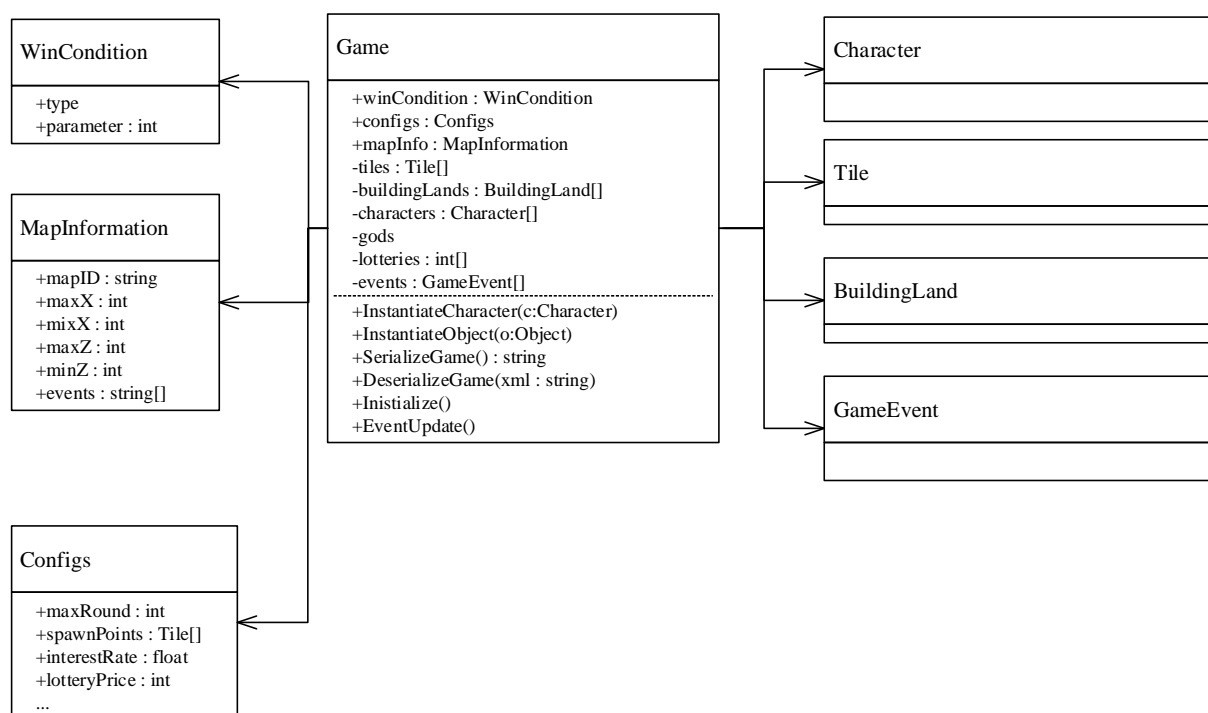 WinCondition
+type
+parameter : int
MapInformation
+mapID : string
+maxX : int
+mixX : int
+maxZ : int
+minZ : int
+events : string[]
Configs
+maxRound : int
+spawnPoints : Tile[]
+interestRate : float
+lotteryPrice : int
...
Game
+winCondition : WinCondition
+configs : Configs
+mapInfo : MapInformation
-tiles : Tile[]
-buildingLands : BuildingLand[]
-characters : Character[]
-gods
-lotteries : int[]
-events : GameEvent[]
+InstantiateCharacter(c:Character)
+InstantiateObject(o:Object)
+SerializeGame() : string
+DeserializeGame(xml : string)
+Inistialize()
+EventUpdate()
Character
Tile
BuildingLand
GameEvent